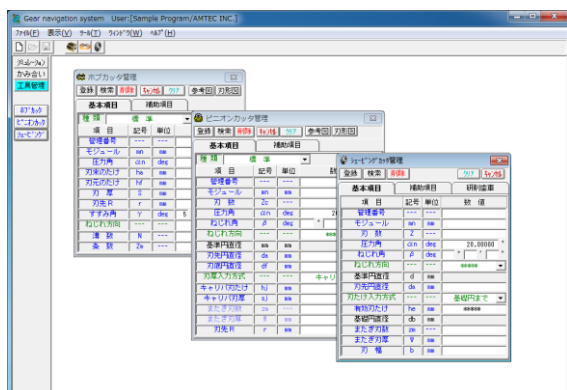 Gear navigation system User:[Sample Program/AMTEC INC.]
ファイル(F) 表示(V) ツール(T) ウィンドウ(W) ヘルプ(H)
シミュレーション
かみ合い
工具管理
ホブカッタ
ピニオンカッタ
シェービング
ホブカッタ管理
登録 検索 削除 キャンセル クリア 参考図 刃形図
基本項目 補助項目
種 類 標 準
項 目 記号 単位
管理番号 --- ---
モジュール mn mm
圧力角 αn deg
刃末のたけ ha mm
刃元のたけ hf mm
刃 厚 S mm
刃先R r mm
すすみ角 γ deg
ねじれ方向 --- ---
溝 数 N ---
条 数 Zw ---
ピニオンカッタ管理
登録 検索 削除 キャンセル クリア 参考図 刃形図
基本項目 補助項目
種 類 標 準
項 目 記号 単位 数
管理番号 --- ---
モジュール mn mm
刃 数 Zc ---
圧力角 αn deg 20
ねじれ角 β deg °
ねじれ方向 --- ---
基準円直径 mm mm
刃先円直径 da mm
刃底円直径 df mm
刃厚入力方式 --- --- キャリ
キャリパ刃たけ hj mm
キャリパ刃厚 sj mm
またぎ刃数 zm ---
またぎ刃厚 mm
刃先R r mm
シェービングカッタ管理
登録 検索 削除 クリア キャンセル
基本項目 補助項目 研削歯車
項 目 記号 単位 数 値
管理番号 --- ---
モジュール mn mm
刃 数 Z ---
圧力角 αn deg 20.00000 °
ねじれ角 β deg ° ' "
ねじれ方向 --- --- *****
基準円直径 d mm
刃先円直径 da mm
刃たけ入力方式 --- --- 基礎円まで
有効刃たけ he mm *****
基礎円直径 db mm
またぎ刃数 zm ---
またぎ刃厚 W mm
刃 幅 b mm